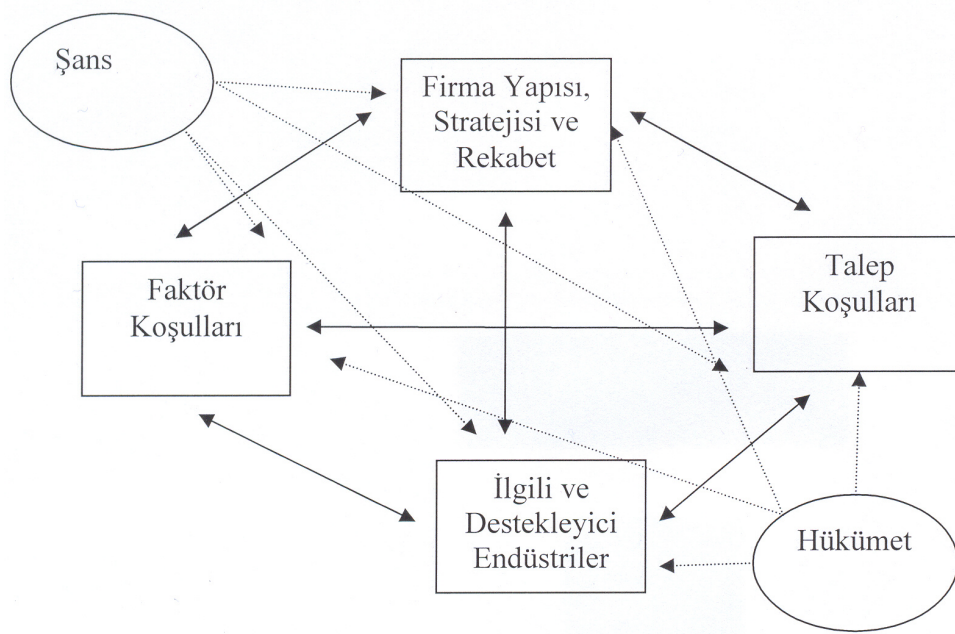 Şans
Firma Yapısı,
Stratejisi ve
Rekabet
Faktör
Koşulları
Talep
Koşulları
İlgili ve
Destekleyici
Endüstriler
Hükümet